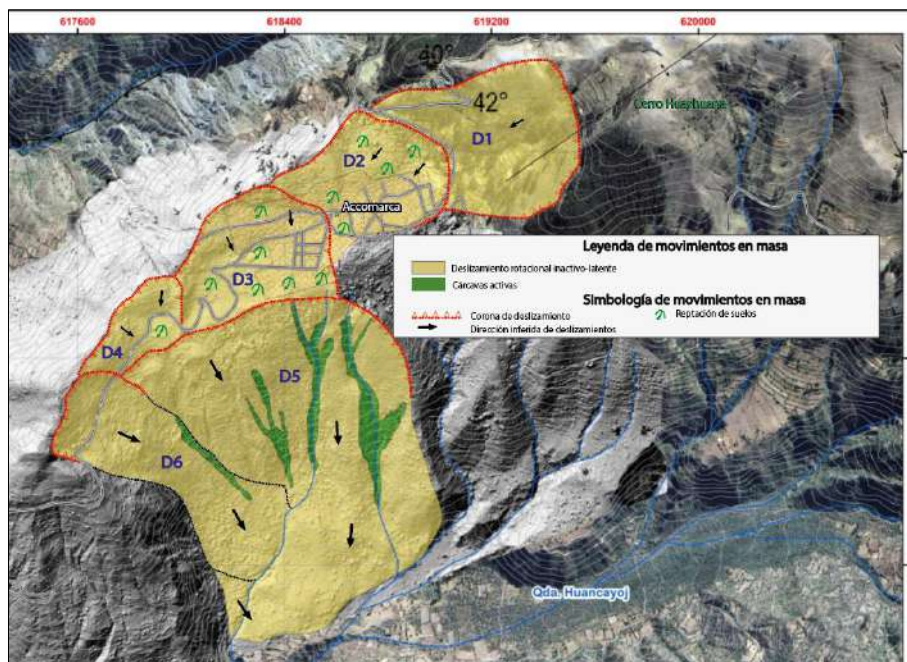 617600
618400
619200
620000
40°
42°
Cerro Huayhuana
D1
D2
Accomarca
D3
D4
D5
D6
Leyenda de movimientos en masa
Deslizamiento rotacional inactivo-latente
Cárcavas activas
Simbología de movimientos en masa
Corona de deslizamiento
Reptación de suelos
Dirección inferida de deslizamientos
Qda. Huancayoj